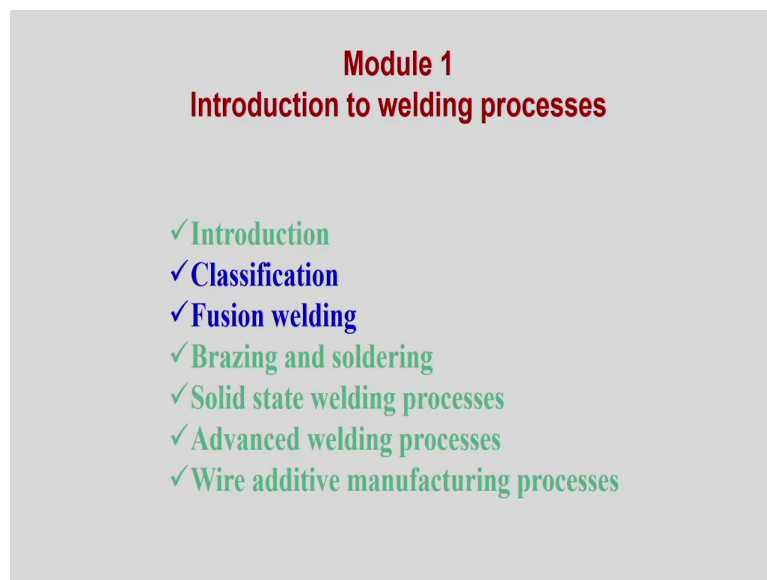 Module 1
Introduction to welding processes
✓Introduction
✓Classification
✓Fusion welding
✓Brazing and soldering
✓Solid state welding processes
✓Advanced welding processes
✓Wire additive manufacturing processes